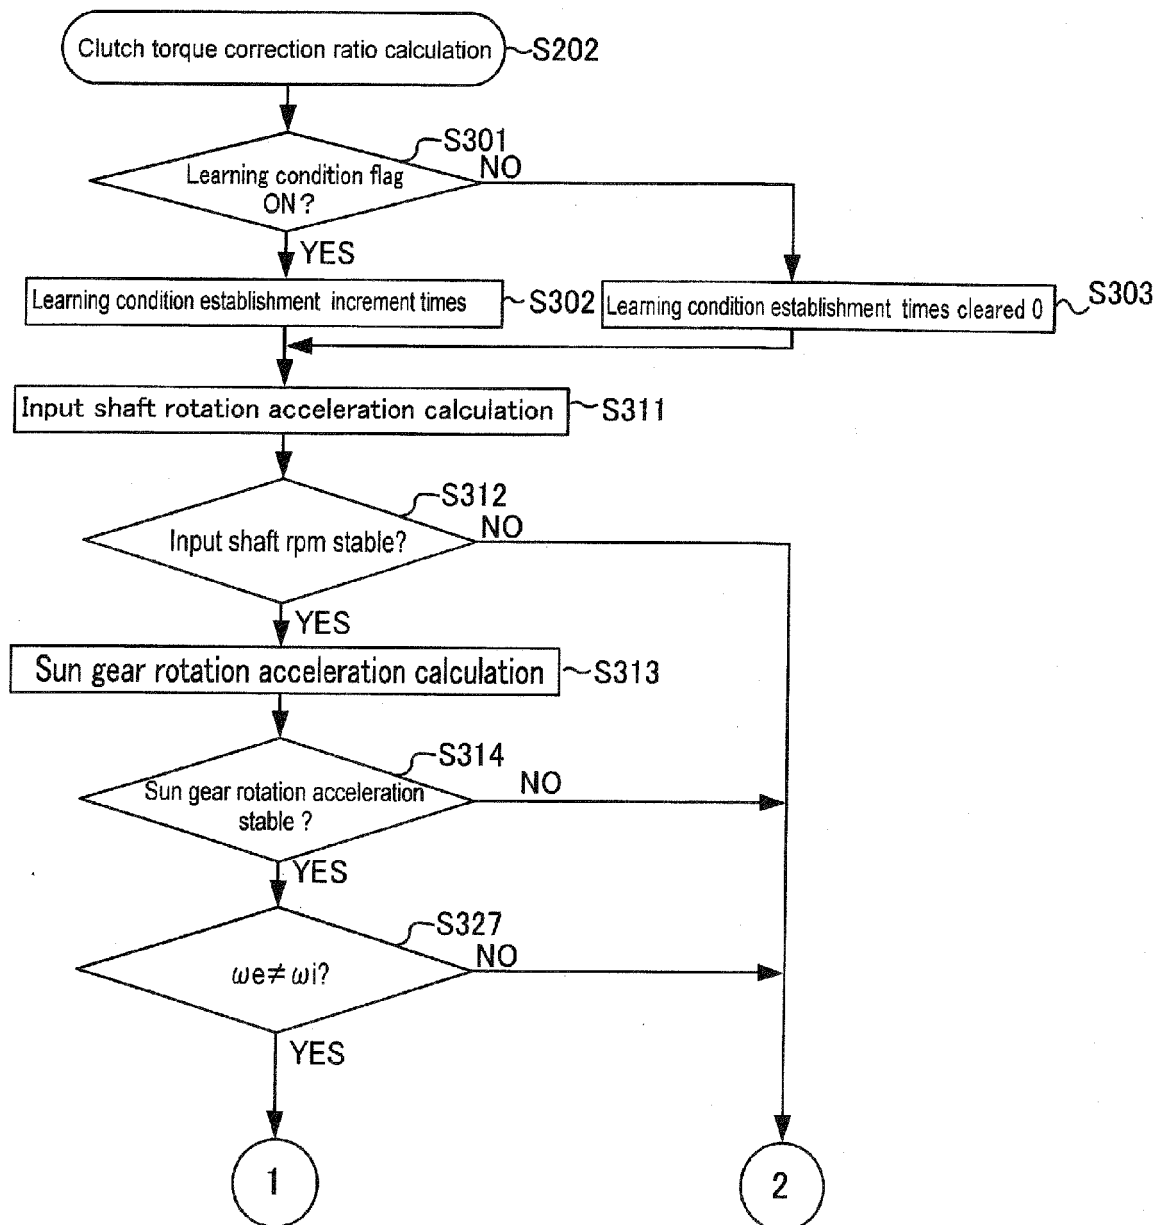 Clutch torque correction ratio calculation
S202
S301
Learning condition flag
ON?
NO
YES
Learning condition establishment increment times
S302
Learning condition establishment times cleared 0
S303
Input shaft rotation acceleration calculation
S311
S312
Input shaft rpm stable?
NO
YES
Sun gear rotation acceleration calculation
S313
S314
Sun gear rotation acceleration
stable ?
NO
YES
S327
ωe≠ ωi?
NO
YES
1
2